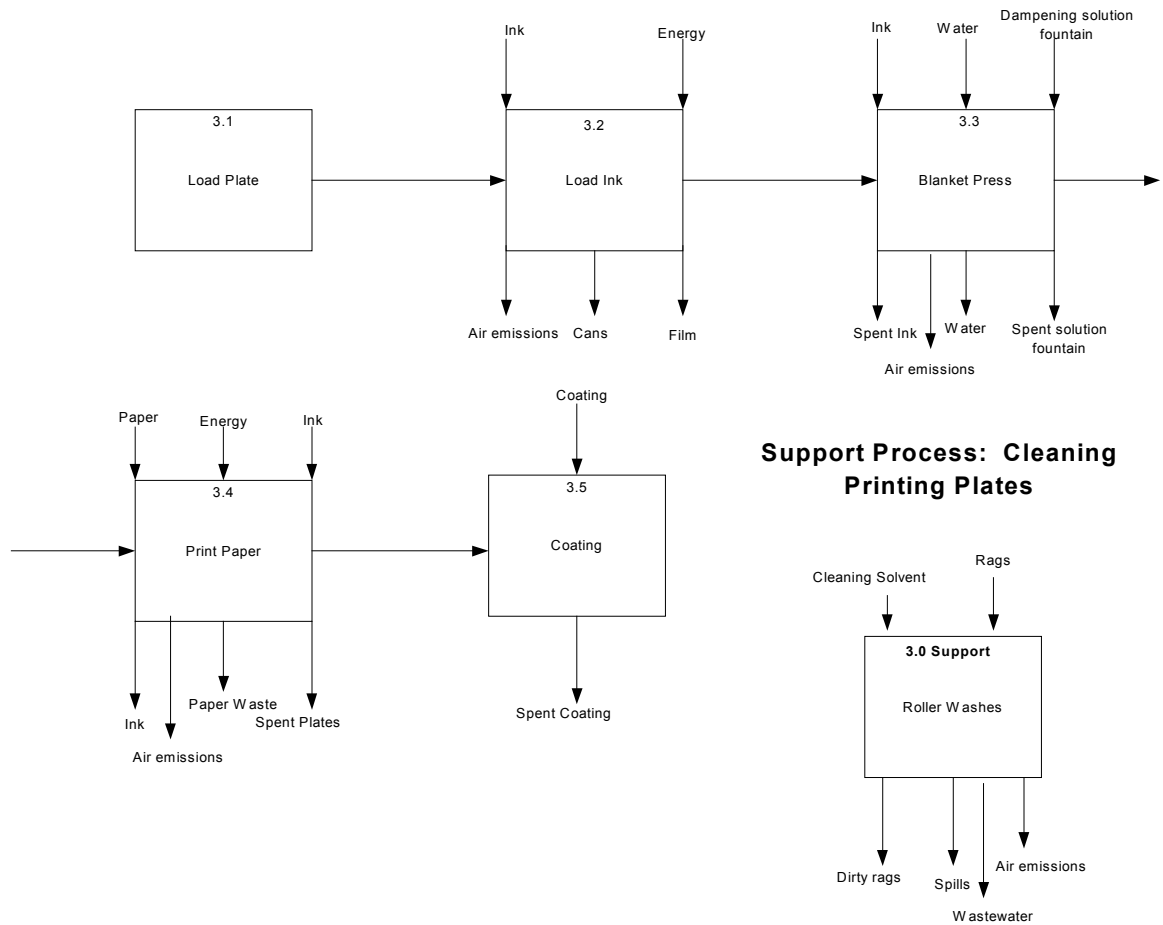 Ink
Energy
Ink
Water
Dampening solution
fountain
3.1
Load Plate
3.2
Load Ink
3.3
Blanket Press
Air emissions
Cans
Film
Spent Ink
Water
Spent solution
fountain
Air emissions
Paper
Energy
Ink
Coating
3.4
Print Paper
3.5
Coating
Ink
Air emissions
Paper Waste
Spent Plates
Spent Coating
Support Process: Cleaning
Printing Plates
Cleaning Solvent
Rags
3.0 Support
Roller Washes
Dirty rags
Spills
Wastewater
Air emissions